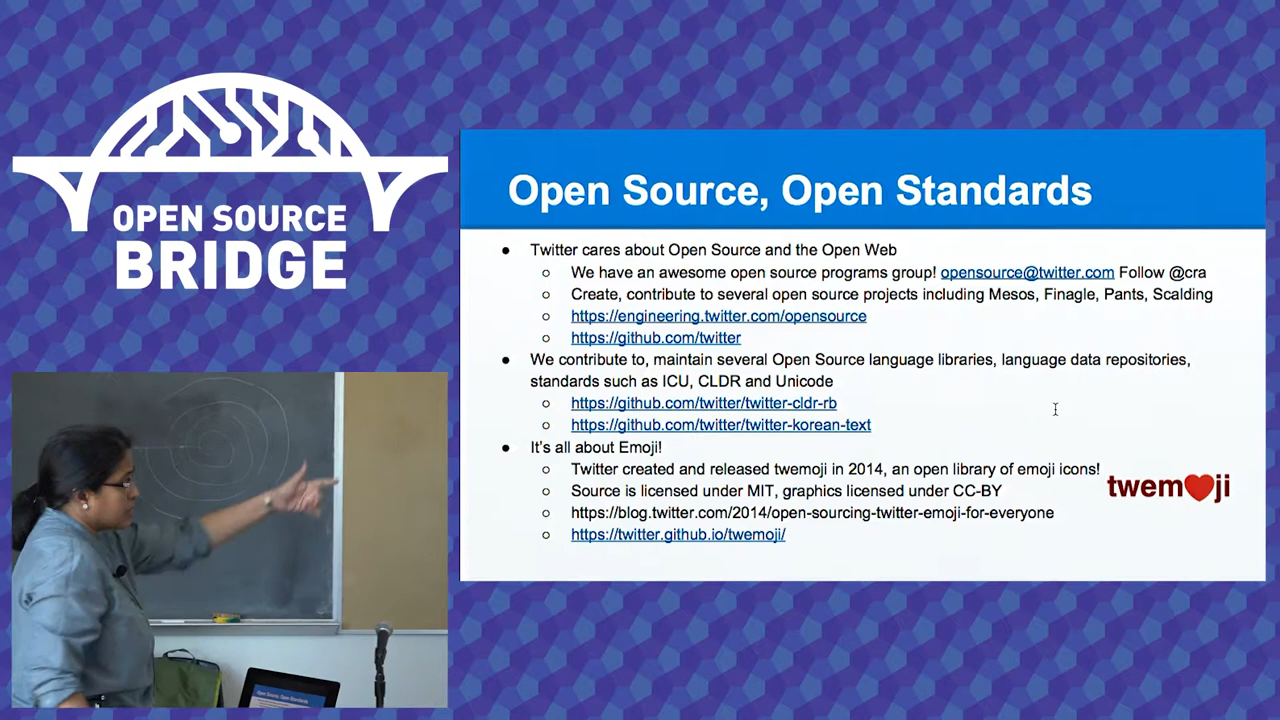 OPEN SOURCE
BRIDGE
Open Source, Open Standards
● Twitter cares about Open Source and the Open Web
○ We have an awesome open source programs group! opensource@twitter.com Follow @cra
○ Create, contribute to several open source projects including Mesos, Finagle, Pants, Scalding
○ https://engineering.twitter.com/opensource
○ https://github.com/twitter
● We contribute to, maintain several Open Source language libraries, language data repositories,
standards such as ICU, CLDR and Unicode
○ https://github.com/twitter/twitter-cldr-rb
○ https://github.com/twitter/twitter-korean-text
● It's all about Emoji!
○ Twitter created and released twemoji in 2014, an open library of emoji icons!
○ Source is licensed under MIT, graphics licensed under CC-BY
○ https://blog.twitter.com/2014/open-sourcing-twitter-emoji-for-everyone
○ https://twitter.github.io/twemoji/
twem❤ji
Open Source, Open Standards